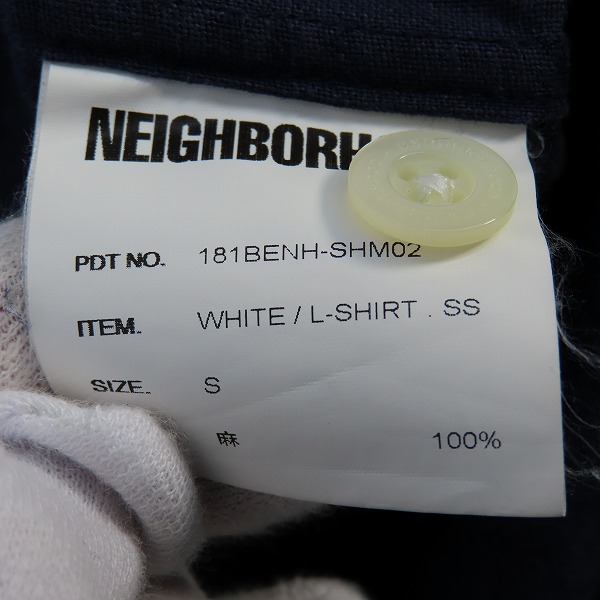 NEIGHBORH
PDT NO. 181BENH-SHM02
ITEM. WHITE / L-SHIRT . SS
SIZE. S
麻 100%